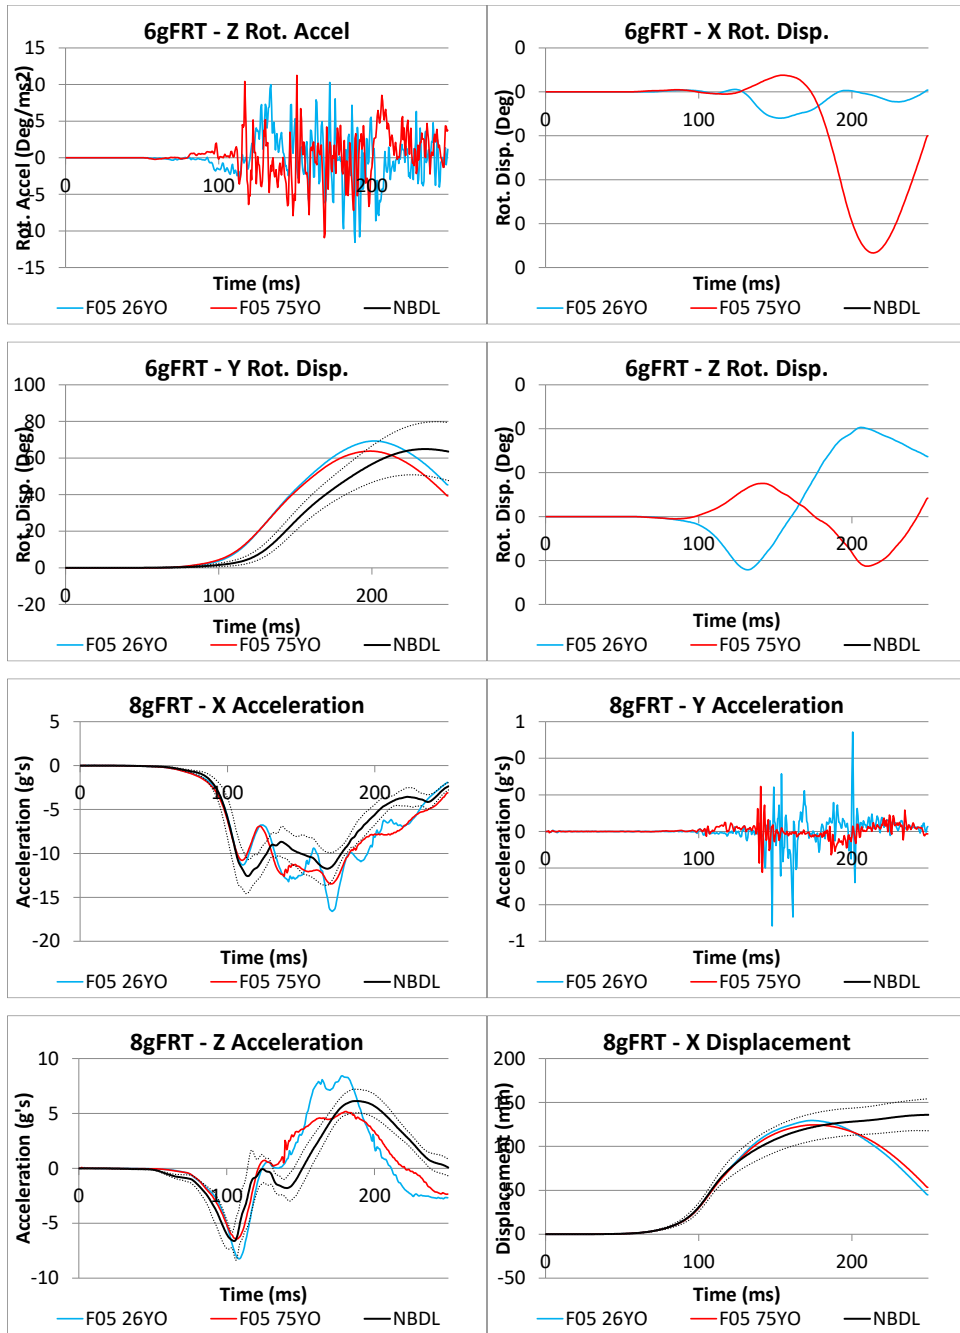 6gFRT - Z Rot. Accel
Rot. Accel (Deg/ms2)
15
10
5
0
-5
-10
-15
0
100
200
Time (ms)
F05 26YO F05 75YO NBDL
6gFRT - X Rot. Disp.
Rot. Disp. (Deg)
0
0
0
0
0
0
0
100
200
Time (ms)
F05 26YO F05 75YO NBDL
6gFRT - Y Rot. Disp.
Rot. Disp. (Deg)
100
80
60
40
20
0
-20
0
100
200
Time (ms)
F05 26YO F05 75YO NBDL
6gFRT - Z Rot. Disp.
Rot. Disp. (Deg)
0
0
0
0
0
0
0
100
200
Time (ms)
F05 26YO F05 75YO NBDL
8gFRT - X Acceleration
Acceleration (g's)
5
0
-5
-10
-15
-20
0
100
200
Time (ms)
F05 26YO F05 75YO NBDL
8gFRT - Y Acceleration
Acceleration (g's)
1
0
0
0
0
0
-1
0
100
200
Time (ms)
F05 26YO F05 75YO NBDL
8gFRT - Z Acceleration
Acceleration (g's)
10
5
0
-5
-10
0
100
200
Time (ms)
F05 26YO F05 75YO NBDL
8gFRT - X Displacement
Displacement (mm)
200
150
100
50
0
-50
0
100
200
Time (ms)
F05 26YO F05 75YO NBDL